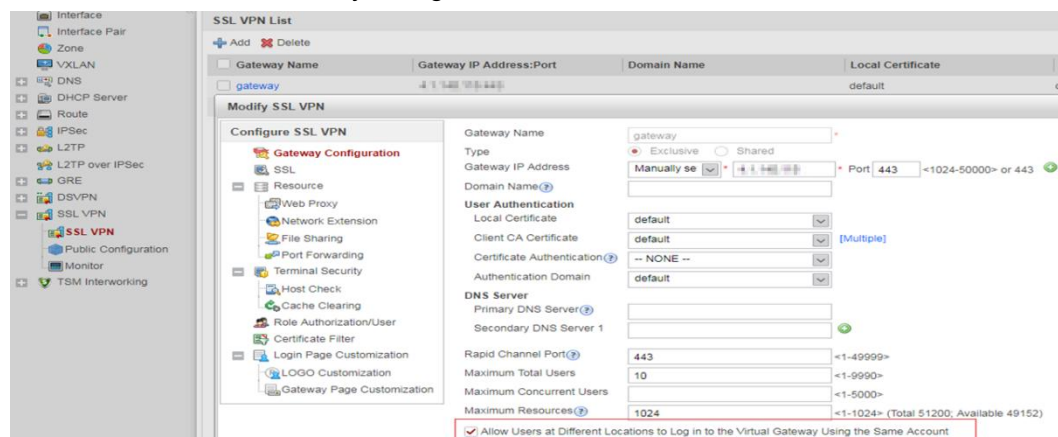 Interface
Interface Pair
Zone
VXLAN
DNS
DHCP Server
Route
IPSec
L2TP
L2TP over IPSec
GRE
DSVPN
SSL VPN
SSL VPN
Public Configuration
Monitor
TSM Interworking
SSL VPN List
Add Delete
Gateway Name Gateway IP Address:Port Domain Name Local Certificate
gateway default
Modify SSL VPN
Configure SSL VPN
Gateway Configuration
SSL
Resource
Web Proxy
Network Extension
File Sharing
Port Forwarding
Terminal Security
Host Check
Cache Clearing
Role Authorization/User
Certificate Filter
Login Page Customization
LOGO Customization
Gateway Page Customization
Gateway Name gateway *
Type Exclusive Shared
Gateway IP Address Manually se * * Port 443 <1024-50000> or 443
Domain Name
User Authentication
Local Certificate default
Client CA Certificate default [Multiple]
Certificate Authentication -- NONE --
Authentication Domain default
DNS Server
Primary DNS Server
Secondary DNS Server 1
Rapid Channel Port 443 <1-49999>
Maximum Total Users 10 <1-9990>
Maximum Concurrent Users <1-5000>
Maximum Resources 1024 <1-1024> (Total 51200; Available 49152)
Allow Users at Different Locations to Log in to the Virtual Gateway Using the Same Account